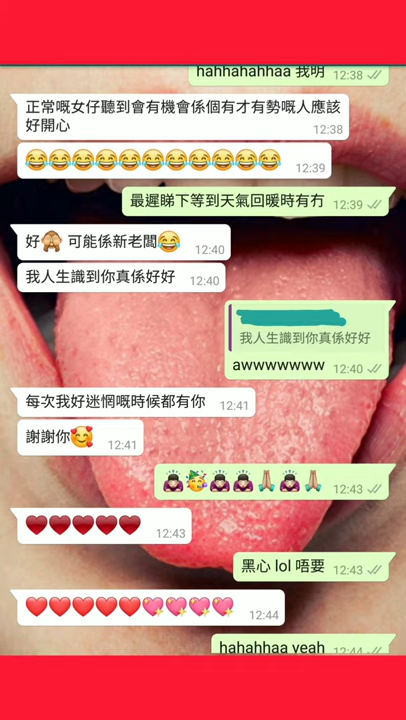 hahhahahhaa 我明
12:38
正常嘅女仔聽到會有機會係個有才有勢嘅人應該
好開心
12:38
😂😂😂😂😂😂😂😂😂😂😂
12:39
最遲睇下等到天氣回暖時有冇
12:39
好🙈 可能係新老闆😂
12:40
我人生識到你真係好好
12:40
我人生識到你真係好好
awwwwwwww
12:40
每次我好迷惘嘅時候都有你
12:41
謝謝你🥰
12:41
🙇🏻‍♀️🥳🙇🏻‍♀️🙇🏻‍♀️🙏🏼🙇🏻‍♀️🙏🏼
12:43
♥️♥️♥️♥️♥️
12:43
黑心 lol 唔要
12:43
❤️❤️❤️❤️❤️💖💖💖💖
12:44
hahahhaa yeah
12:44